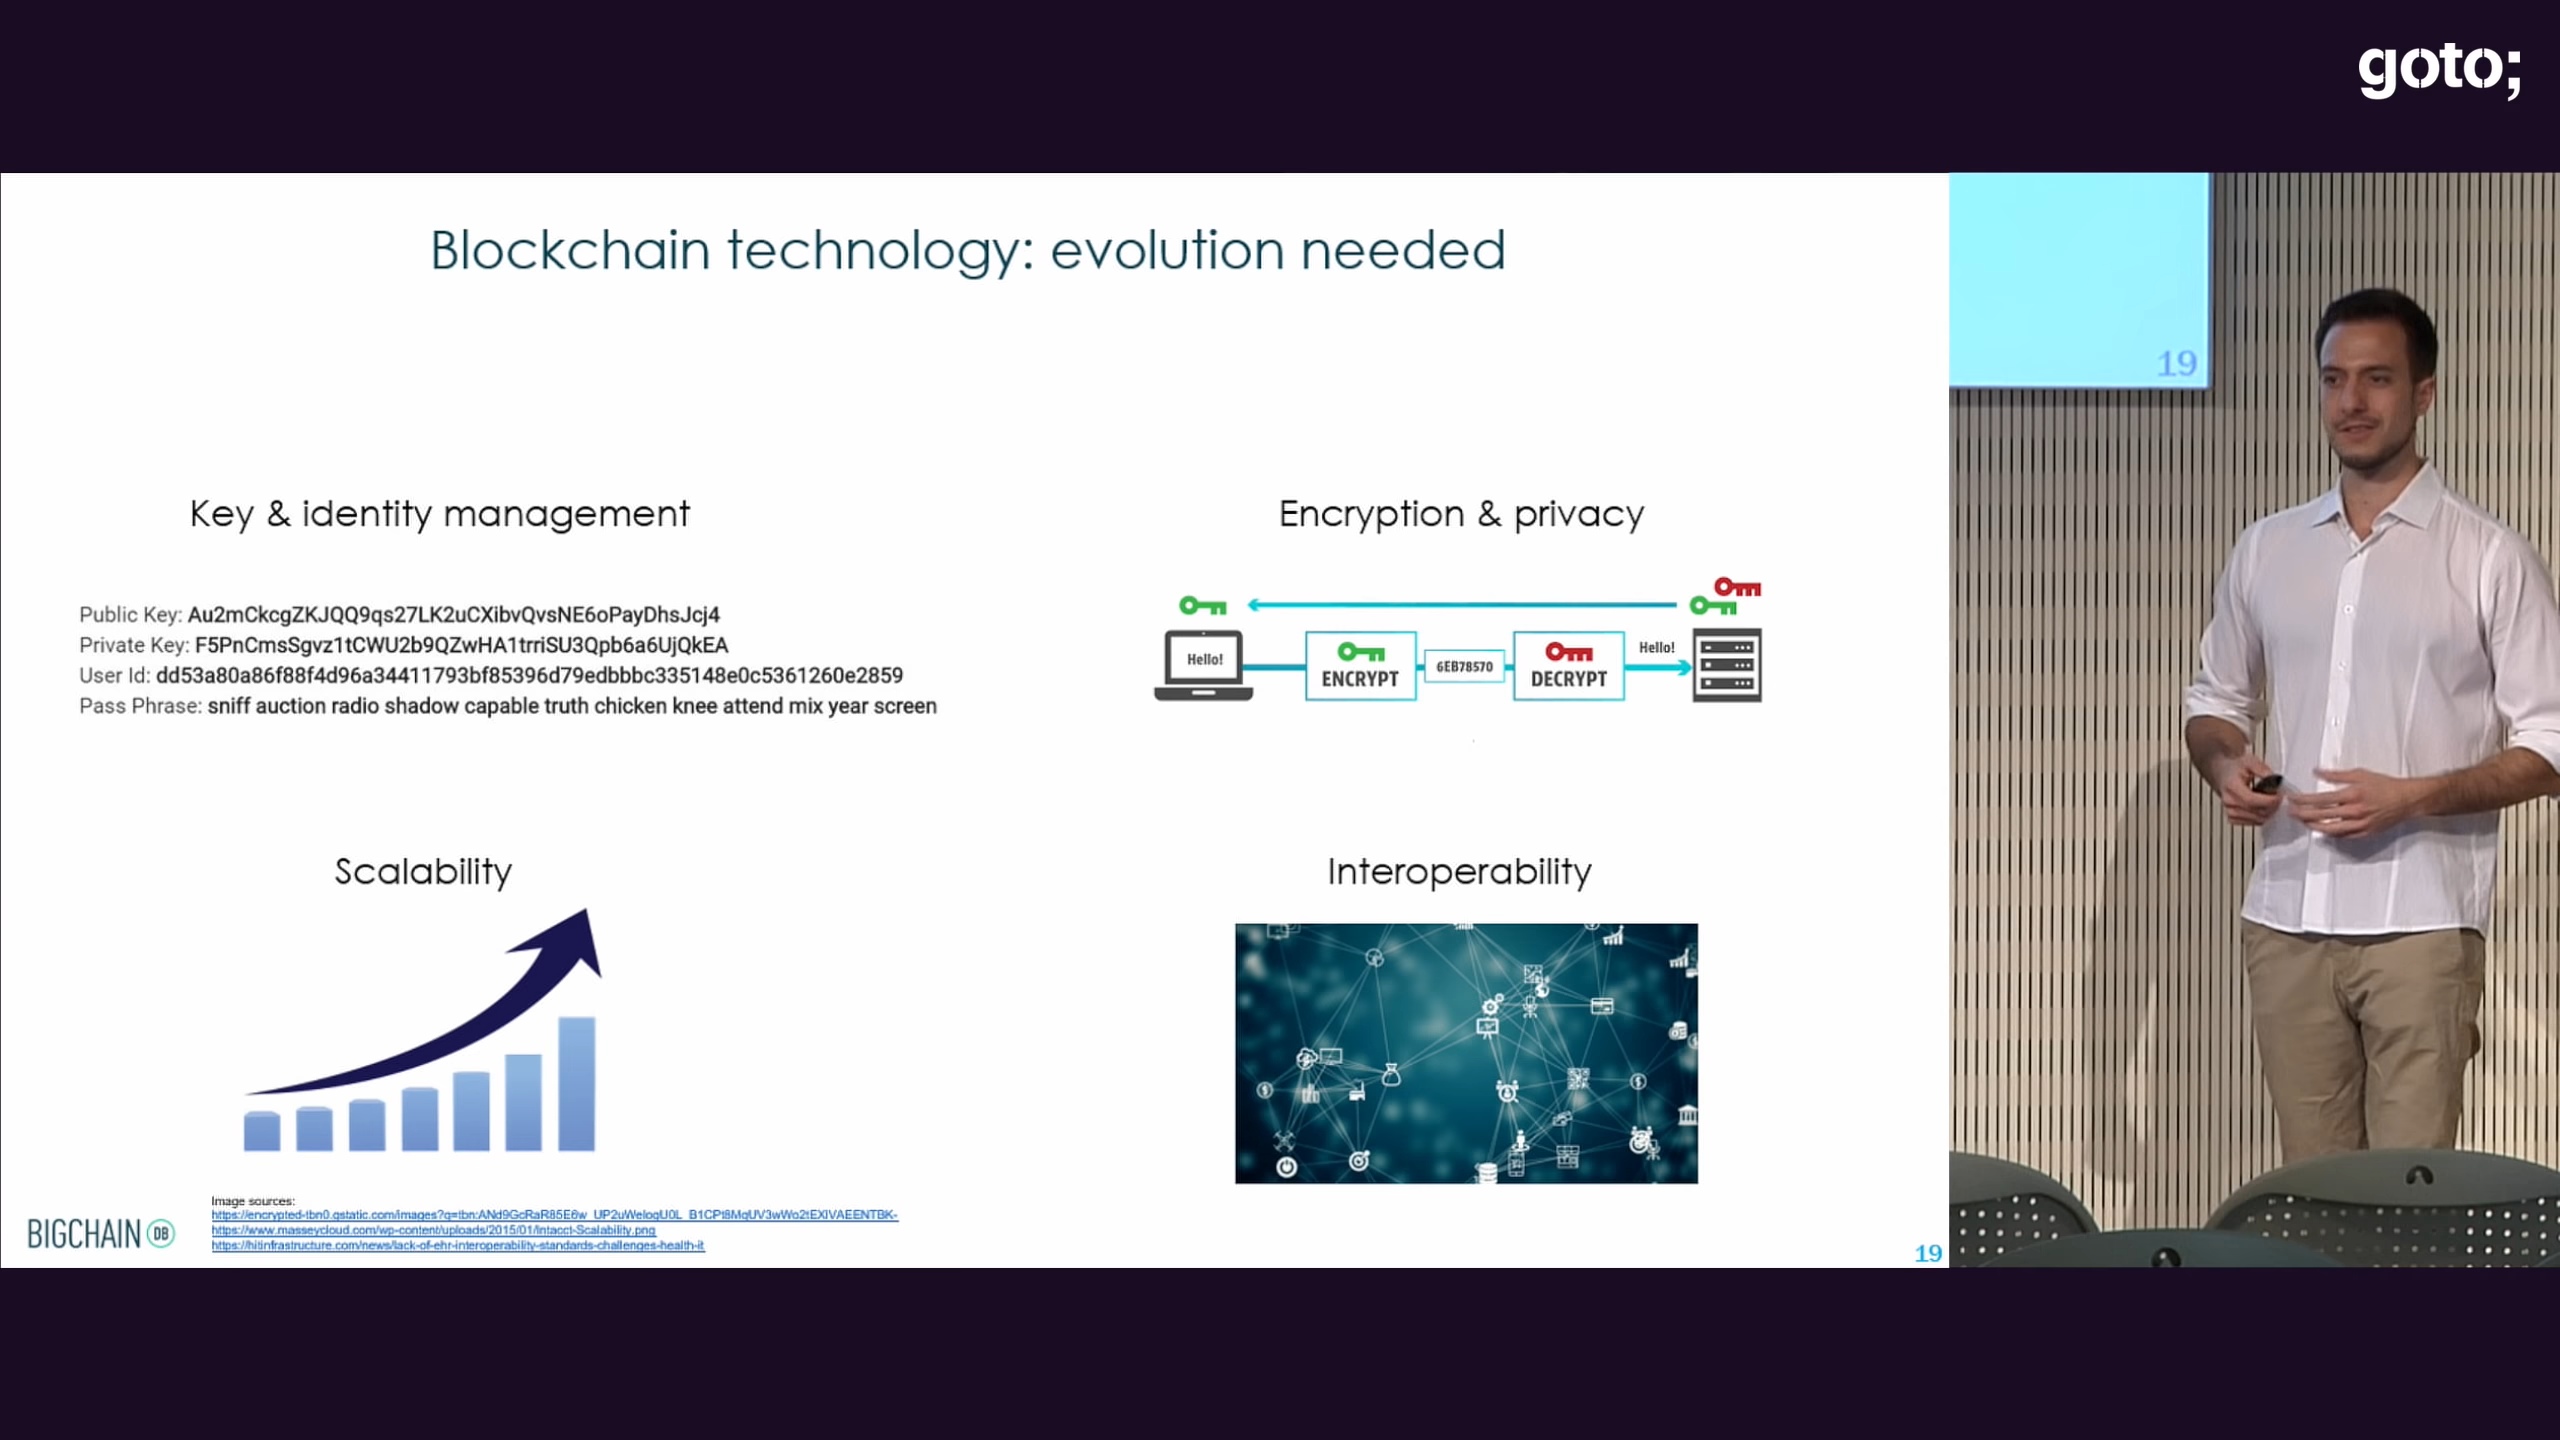 goto;
Blockchain technology: evolution needed
19
Key & identity management
Public Key: Au2mCkcgZKJQQ9qs27LK2uCXibvQvsNE6oPayDhsJcj4
Private Key: F5PnCmsSgvz1tCWU2b9QZwHA1trriSU3Qpb6a6UjQkEA
User Id: dd53a80a86f88f4d96a34411793bf85396d79edbbbc335148e0c5361260e2859
Pass Phrase: sniff auction radio shadow capable truth chicken knee attend mix year screen
Encryption & privacy
Hello!
ENCRYPT
6EB78570
DECRYPT
Hello!
Scalability
Interoperability
BIGCHAIN DB
Image sources:
https://www.masseycloud.com/wp-content/uploads/2015/01/Intacct-Scalability.png
https://hitinfrastructure.com/news/lack-of-ehr-interoperability-standards-challenges-health-it
19